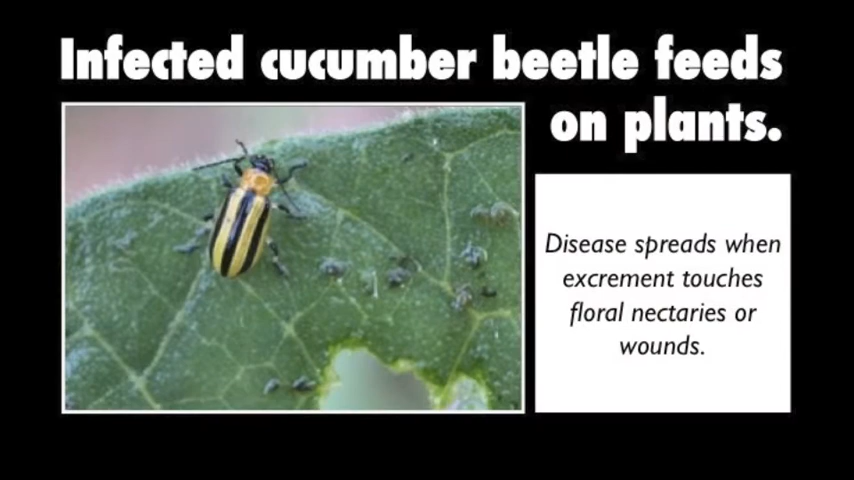 Infected cucumber beetle feeds
on plants.
Disease spreads when
excrement touches
floral nectaries or
wounds.